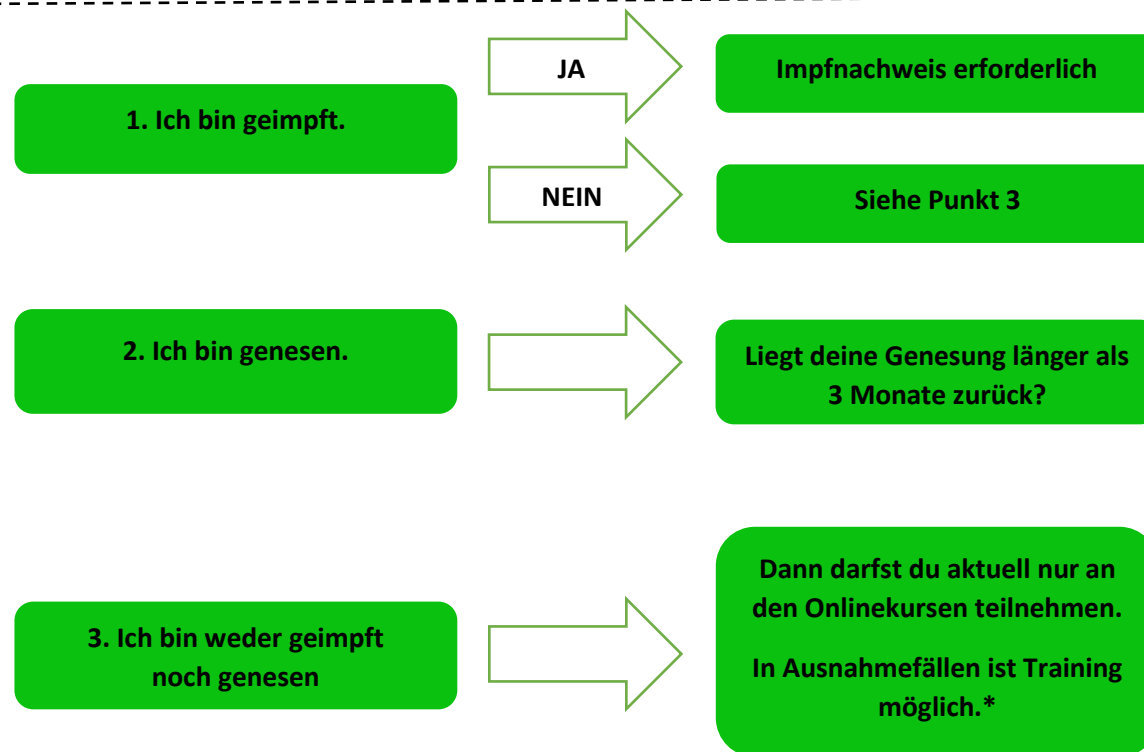 JA
Impfnachweis erforderlich
1. Ich bin geimpft.
NEIN
Siehe Punkt 3
2. Ich bin genesen.
Liegt deine Genesung länger als
3 Monate zurück?
Dann darfst du aktuell nur an
den Onlinekursen teilnehmen.
In Ausnahmefällen ist Training
möglich.*
3. Ich bin weder geimpft
noch genesen